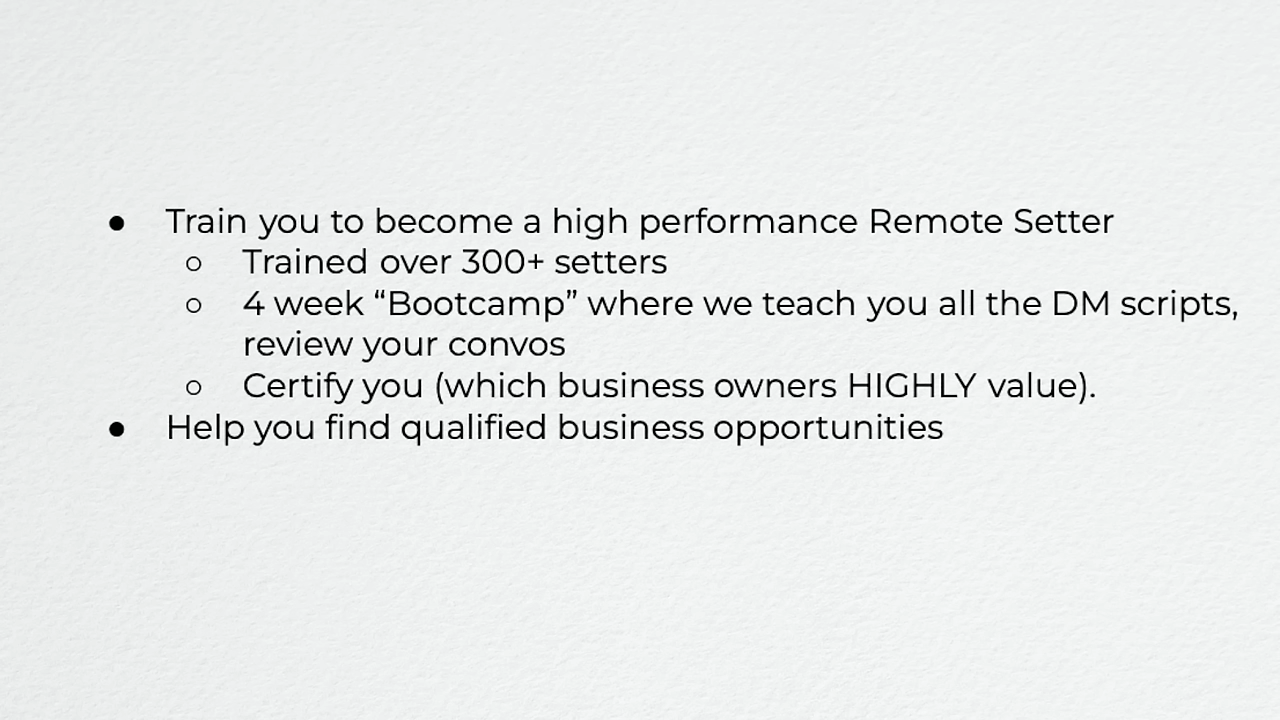 ● Train you to become a high performance Remote Setter
○ Trained over 300+ setters
○ 4 week “Bootcamp” where we teach you all the DM scripts,
review your convos
○ Certify you (which business owners HIGHLY value).
● Help you find qualified business opportunities